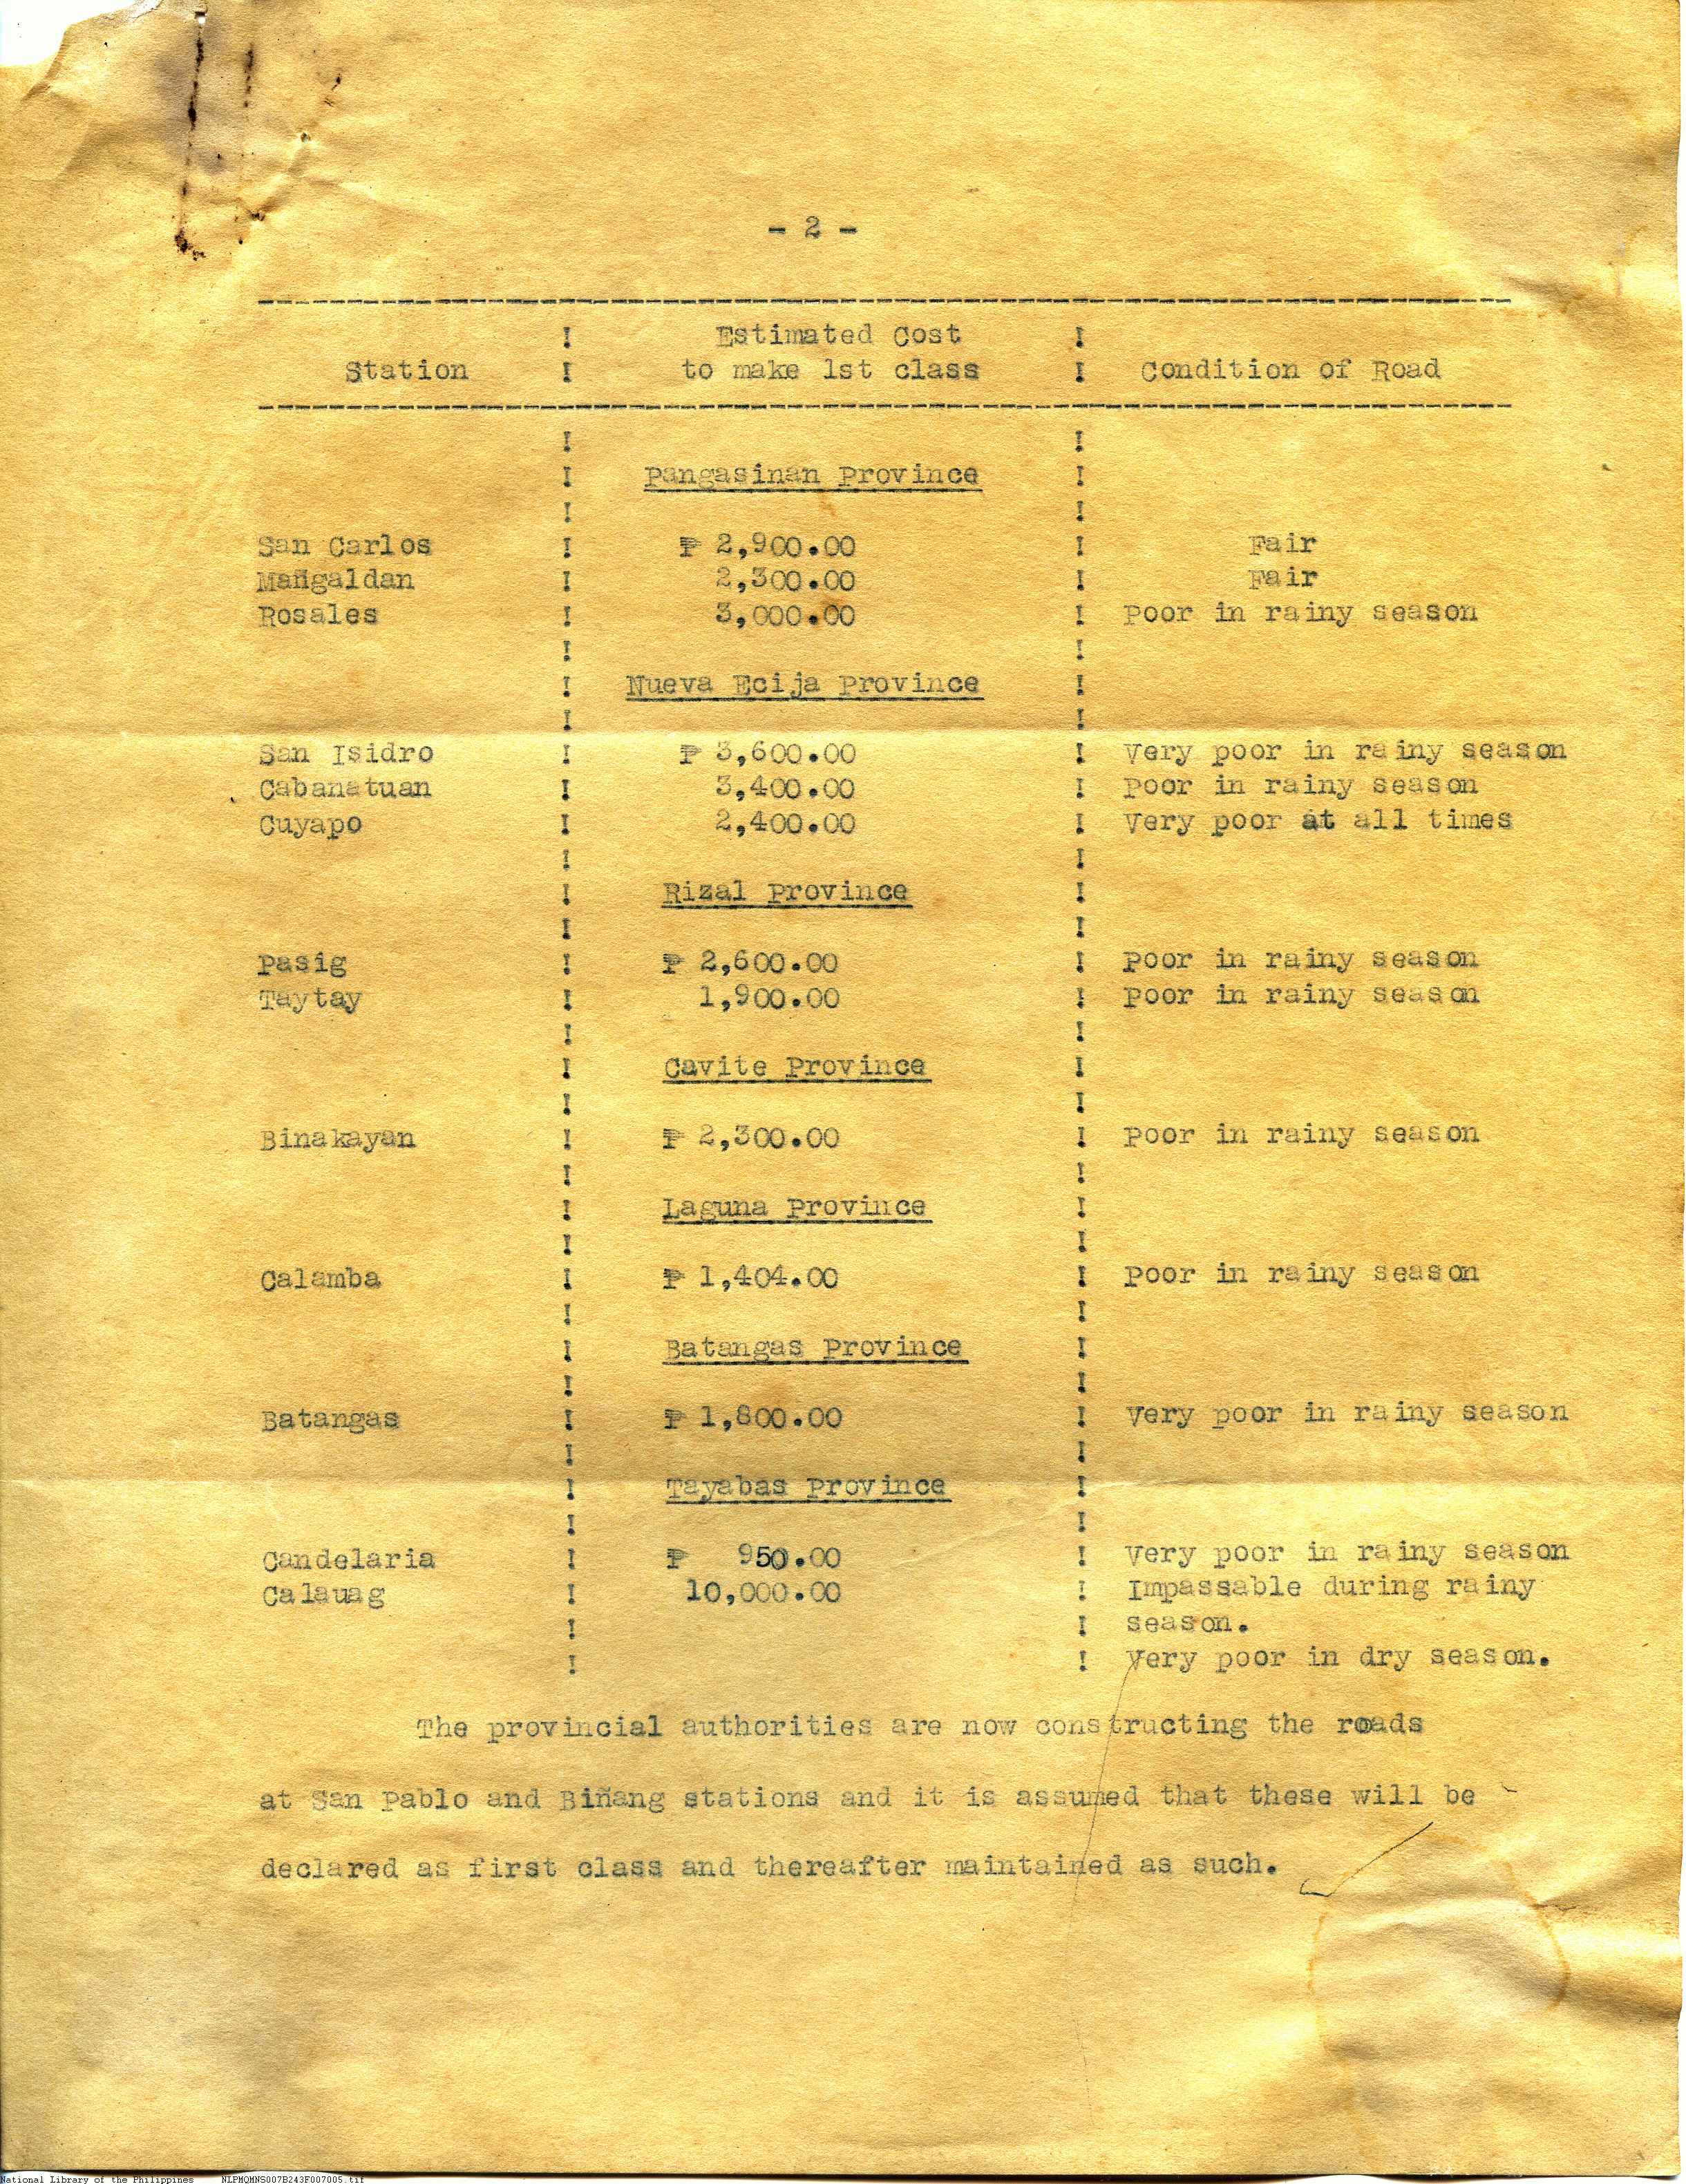 - 2 -
Station ! Estimated Cost to make 1st class ! Condition of Road
Pangasinan Province
San Carlos ! ₱ 2,900.00 ! Fair
Mañgaldan ! 2,300.00 ! Fair
Rosales ! 3,000.00 ! Poor in rainy season
Nueva Ecija Province
San Isidro ! ₱ 3,600.00 ! Very poor in rainy season
Cabanatuan ! 3,400.00 ! Poor in rainy season
Cuyapo ! 2,400.00 ! Very poor at all times
Rizal Province
Pasig ! ₱ 2,600.00 ! Poor in rainy season
Taytay ! 1,900.00 ! Poor in rainy season
Cavite Province
Binakayan ! ₱ 2,300.00 ! Poor in rainy season
Laguna Province
Calamba ! ₱ 1,404.00 ! Poor in rainy season
Batangas Province
Batangas ! ₱ 1,800.00 ! Very poor in rainy season
Tayabas Province
Candelaria ! ₱ 950.00 ! Very poor in rainy season
Calauag ! 10,000.00 ! Impassable during rainy
season.
Very poor in dry season.
The provincial authorities are now constructing the roads
at San Pablo and Biñang stations and it is assumed that these will be
declared as first class and thereafter maintained as such.
National Library of the Philippines NLPMQMNS007B243F007005.tif